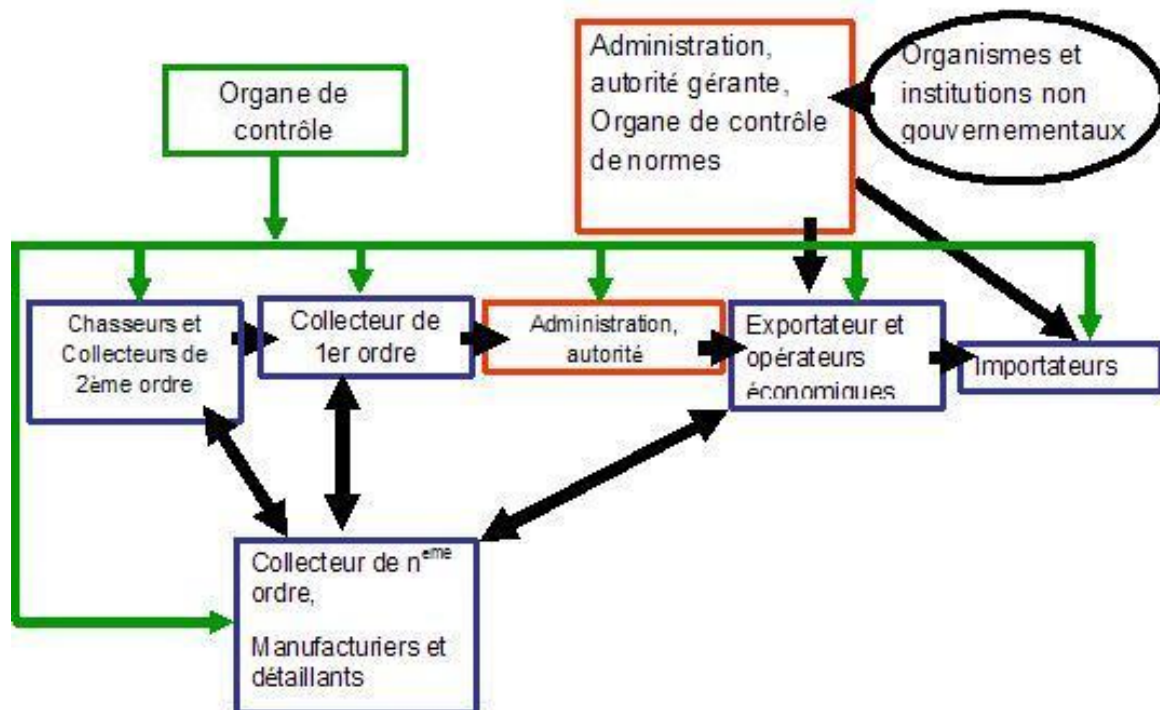 Organe de
contrôle
Administration,
autorité gérante,
Organe de contrôle
de normes
Organismes et
institutions non
gouvernementaux
Chasseurs et
Collecteurs de
2ème ordre
Collecteur de
1er ordre
Administration,
autorité
Exportateur et
opérateurs
économiques
Importateurs
Collecteur de n^eme
ordre,
Manufacturiers et
détaillants